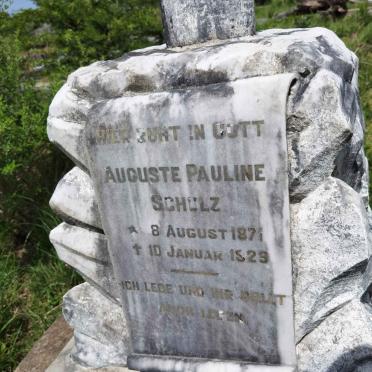 HIER RUHT IN GOTT
AUGUSTE PAULINE
SCHOLZ
* 8 AUGUST 1871
† 10 JANUAR 1929
ICH LEBE UND IHR SOLLT
AUCH LEBEN